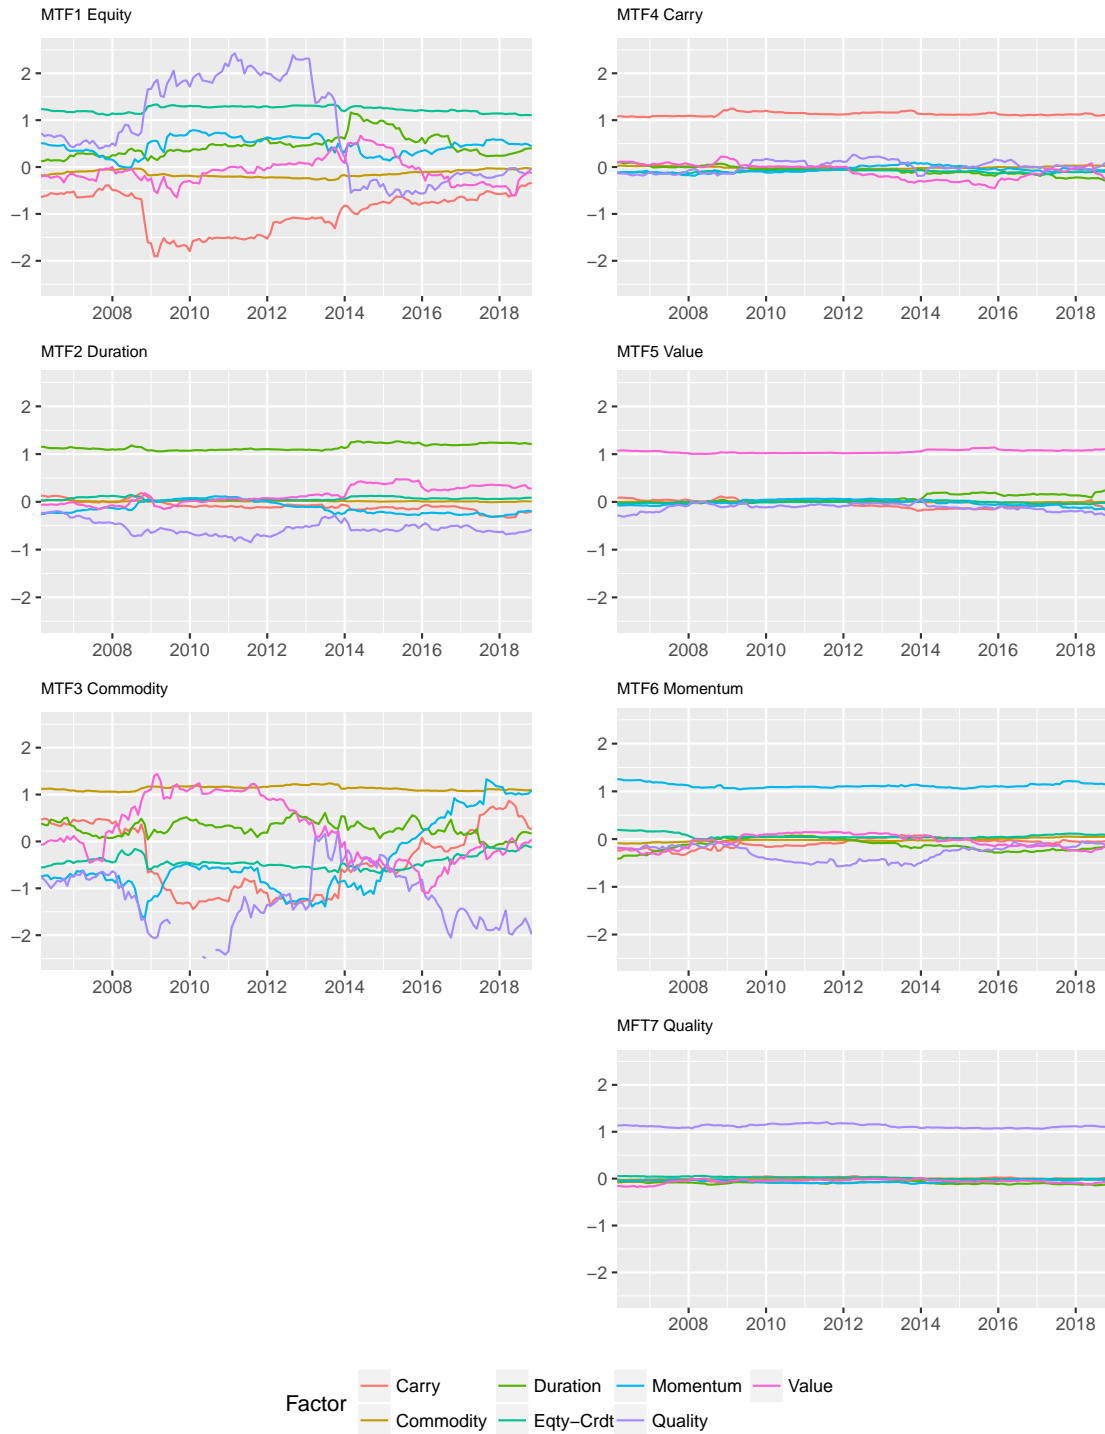 MTF1 Equity
2
1
0
−1
−2
2008 2010 2012 2014 2016 2018
MTF4 Carry
2
1
0
−1
−2
2008 2010 2012 2014 2016 2018
MTF2 Duration
2
1
0
−1
−2
2008 2010 2012 2014 2016 2018
MTF5 Value
2
1
0
−1
−2
2008 2010 2012 2014 2016 2018
MTF3 Commodity
2
1
0
−1
−2
2008 2010 2012 2014 2016 2018
MTF6 Momentum
2
1
0
−1
−2
2008 2010 2012 2014 2016 2018
MFT7 Quality
2
1
0
−1
−2
2008 2010 2012 2014 2016 2018
Factor
Carry Duration Momentum Value
Commodity Eqty−Crdt Quality